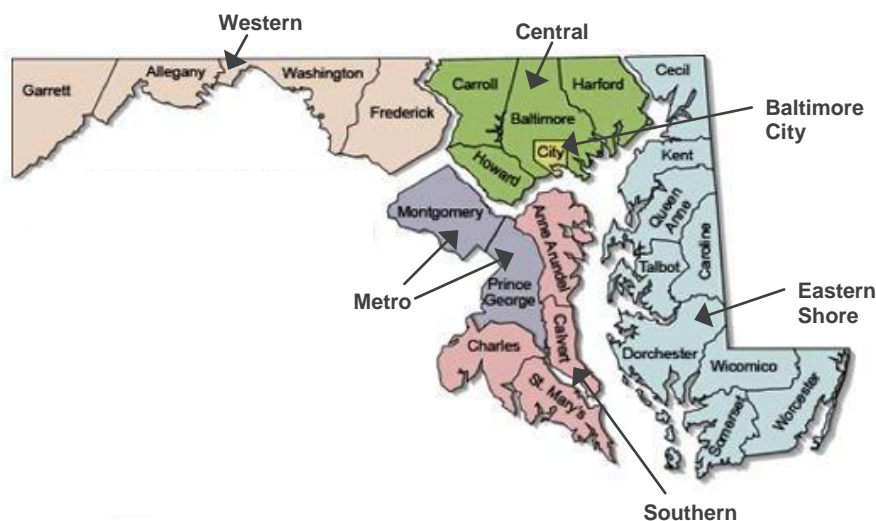 Western
Central
Garrett
Allegany
Washington
Frederick
Carroll
Baltimore
Harford
Cecil
Baltimore
City
City
Howard
Kent
Queen
Anne
Montgomery
Anne Arundel
Talbot
Caroline
Metro
Prince
George
Eastern
Shore
Charles
Calvert
Dorchester
Wicomico
St. Mary's
Somerset
Worcester
Southern